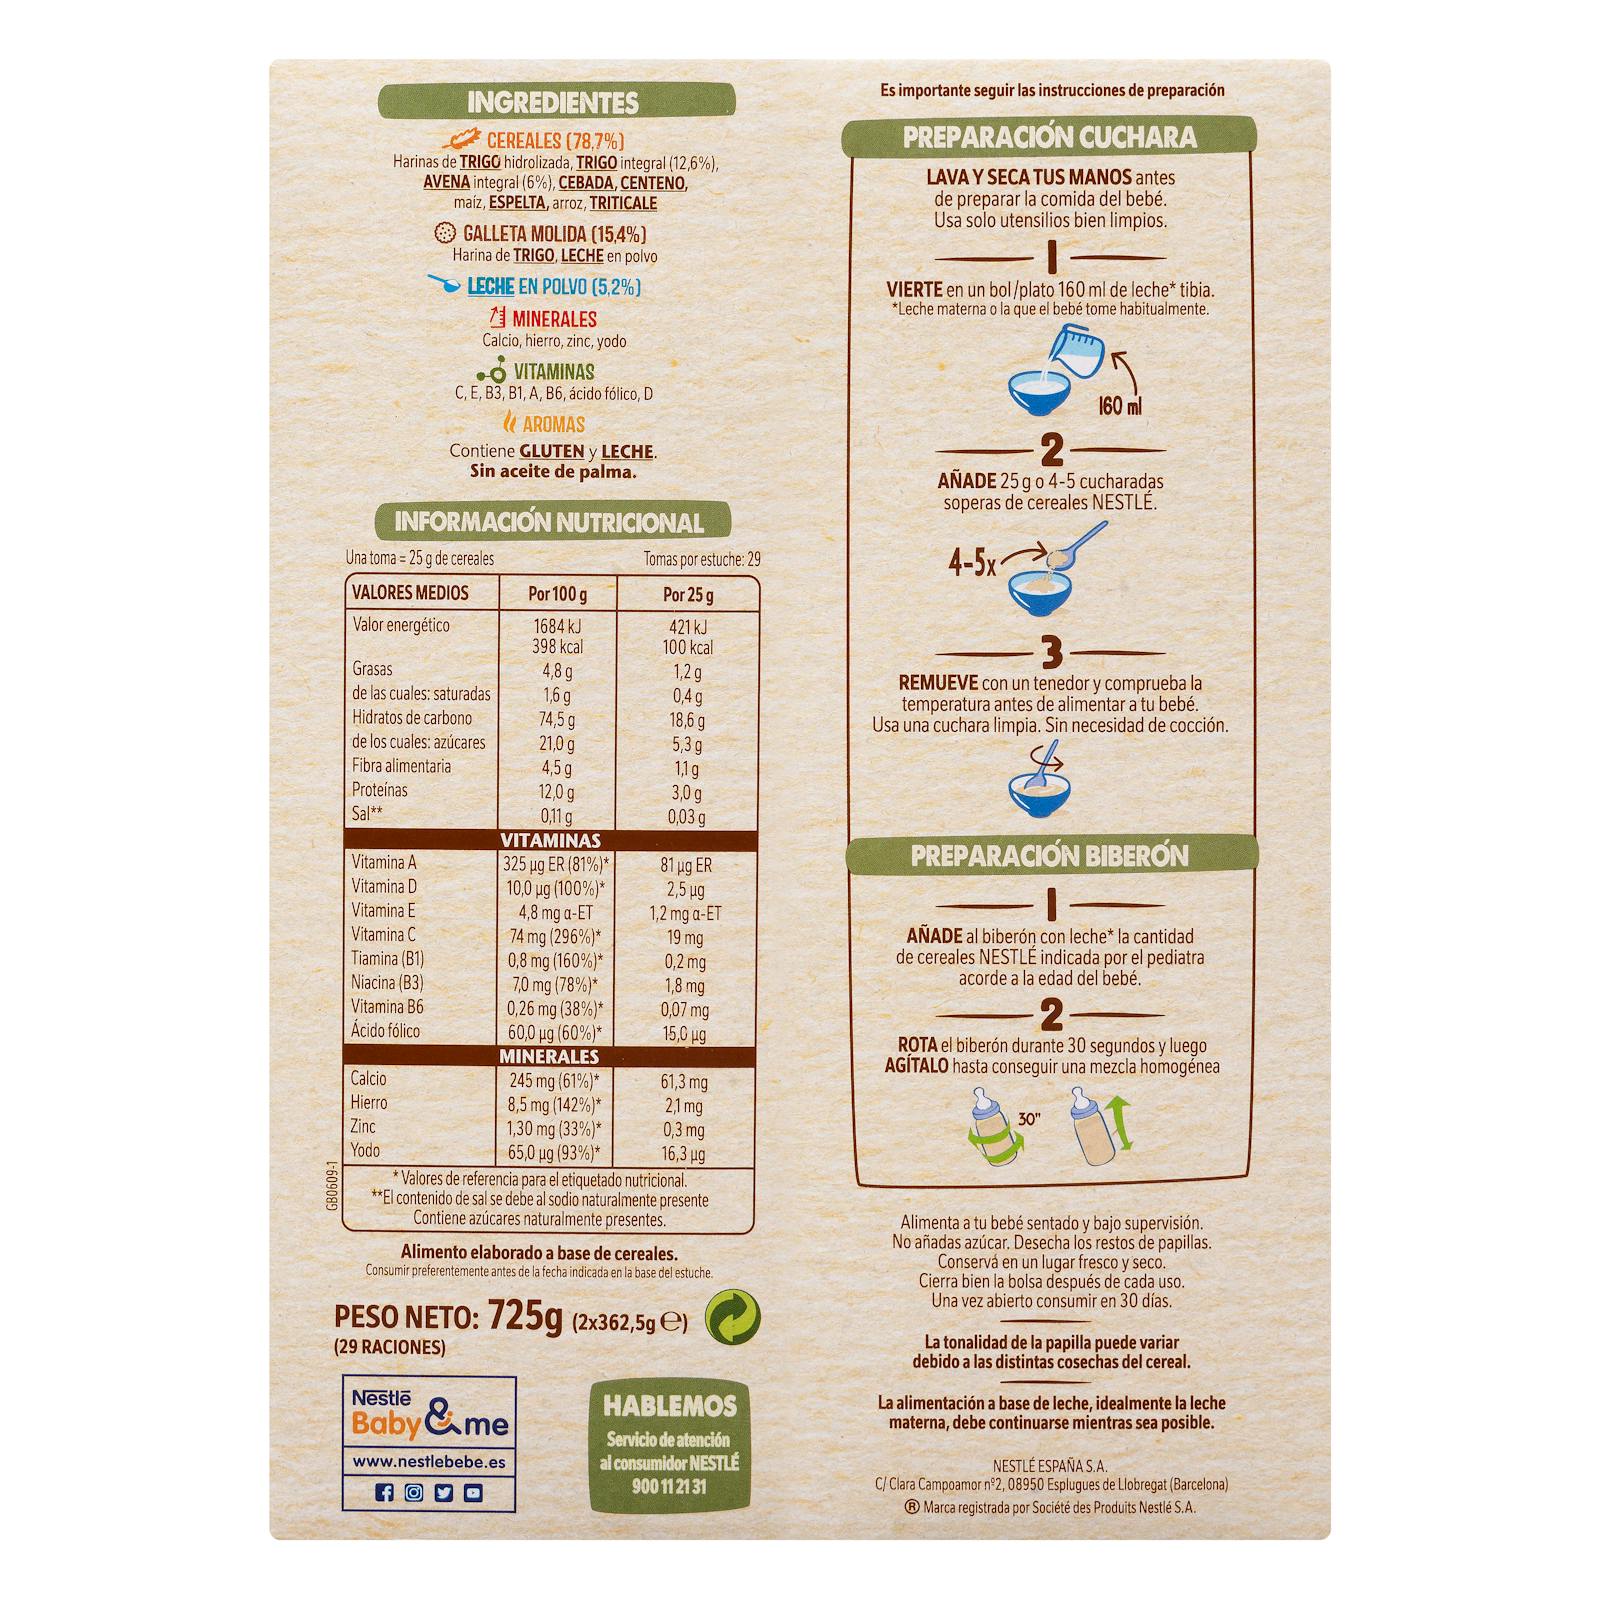 INGREDIENTES
CEREALES (78,7%)
Harinas de TRIGO hidrolizada, TRIGO integral (12,6%),
AVENA integral (6%), CEBADA, CENTENO,
maíz, ESPELTA, arroz, TRITICALE
GALLETA MOLIDA (15,4%)
Harina de TRIGO, LECHE en polvo
LECHE EN POLVO (5,2%)
MINERALES
Calcio, hierro, zinc, yodo
VITAMINAS
C, E, B3, B1, A, B6, ácido fólico, D
AROMAS
Contiene GLUTEN y LECHE.
Sin aceite de palma.
INFORMACIÓN NUTRICIONAL
Una toma = 25 g de cereales Tomas por estuche: 29
VALORES MEDIOS Por 100 g Por 25 g
Valor energético 1684 kJ 421 kJ
398 kcal 100 kcal
Grasas 4,8 g 1,2 g
de las cuales: saturadas 1,6 g 0,4 g
Hidratos de carbono 74,5 g 18,6 g
de los cuales: azúcares 21,0 g 5,3 g
Fibra alimentaria 4,5 g 1,1 g
Proteínas 12,0 g 3,0 g
Sal** 0,11 g 0,03 g
VITAMINAS
Vitamina A 325 µg ER (81%)* 81 µg ER
Vitamina D 10,0 µg (100%)* 2,5 µg
Vitamina E 4,8 mg α-ET 1,2 mg α-ET
Vitamina C 74 mg (296%)* 19 mg
Tiamina (B1) 0,8 mg (160%)* 0,2 mg
Niacina (B3) 7,0 mg (78%)* 1,8 mg
Vitamina B6 0,26 mg (38%)* 0,07 mg
Ácido fólico 60,0 µg (60%)* 15,0 µg
MINERALES
Calcio 245 mg (61%)* 61,3 mg
Hierro 8,5 mg (142%)* 2,1 mg
Zinc 1,30 mg (33%)* 0,3 mg
Yodo 65,0 µg (93%)* 16,3 µg
* Valores de referencia para el etiquetado nutricional.
**El contenido de sal se debe al sodio naturalmente presente
Contiene azúcares naturalmente presentes.
GB0609-1
Alimento elaborado a base de cereales.
Consumir preferentemente antes de la fecha indicada en la base del estuche.
PESO NETO: 725g (2x362,5g ℮)
(29 RACIONES)
Nestlé
Baby & me
www.nestlebebe.es
HABLEMOS
Servicio de atención
al consumidor NESTLÉ
900 11 21 31
Es importante seguir las instrucciones de preparación
PREPARACIÓN CUCHARA
LAVA Y SECA TUS MANOS antes
de preparar la comida del bebé.
Usa solo utensilios bien limpios.
1
VIERTE en un bol/plato 160 ml de leche* tibia.
*Leche materna o la que el bebé tome habitualmente.
160 ml
2
AÑADE 25 g o 4-5 cucharadas
soperas de cereales NESTLÉ.
4-5x
3
REMUEVE con un tenedor y comprueba la
temperatura antes de alimentar a tu bebé.
Usa una cuchara limpia. Sin necesidad de cocción.
PREPARACIÓN BIBERÓN
1
AÑADE al biberón con leche* la cantidad
de cereales NESTLÉ indicada por el pediatra
acorde a la edad del bebé.
2
ROTA el biberón durante 30 segundos y luego
AGÍTALO hasta conseguir una mezcla homogénea
30"
Alimenta a tu bebé sentado y bajo supervisión.
No añadas azúcar. Desecha los restos de papillas.
Conservá en un lugar fresco y seco.
Cierra bien la bolsa después de cada uso.
Una vez abierto consumir en 30 días.
La tonalidad de la papilla puede variar
debido a las distintas cosechas del cereal.
La alimentación a base de leche, idealmente la leche
materna, debe continuarse mientras sea posible.
NESTLÉ ESPAÑA S.A.
C/ Clara Campoamor nº2, 08950 Esplugues de Llobregat (Barcelona)
® Marca registrada por Société des Produits Nestlé S.A.